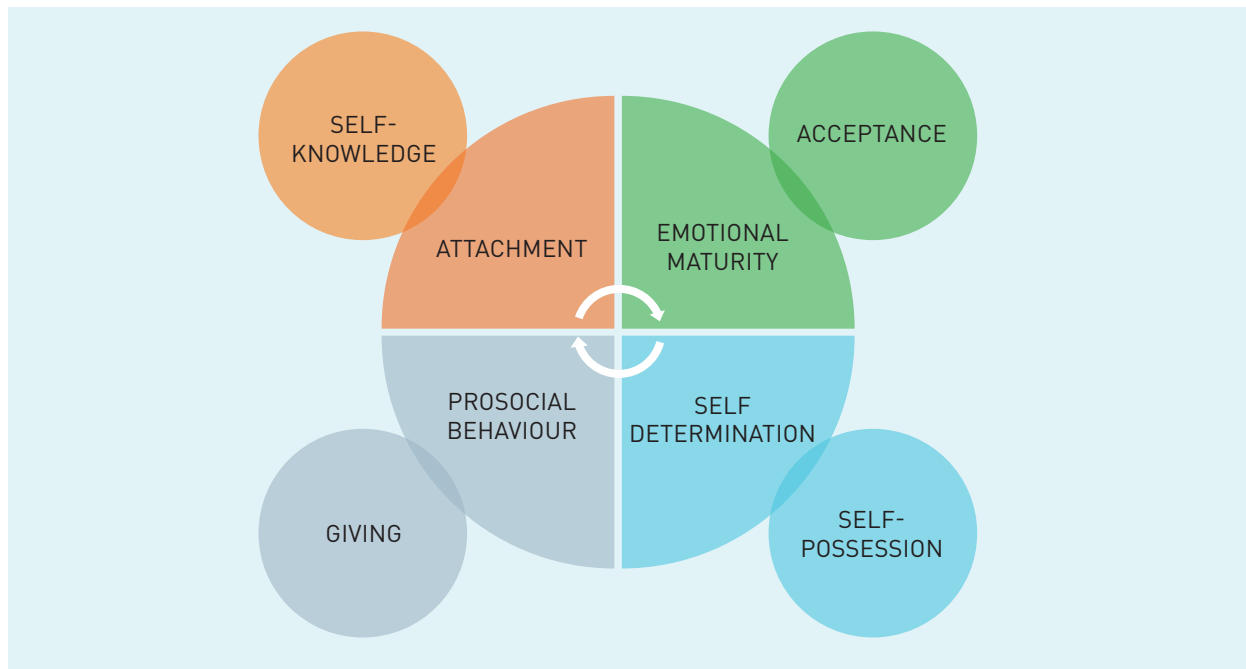 SELF-
KNOWLEDGE
ACCEPTANCE
ATTACHMENT
EMOTIONAL
MATURITY
PROSOCIAL
BEHAVIOUR
SELF
DETERMINATION
GIVING
SELF-
POSSESSION